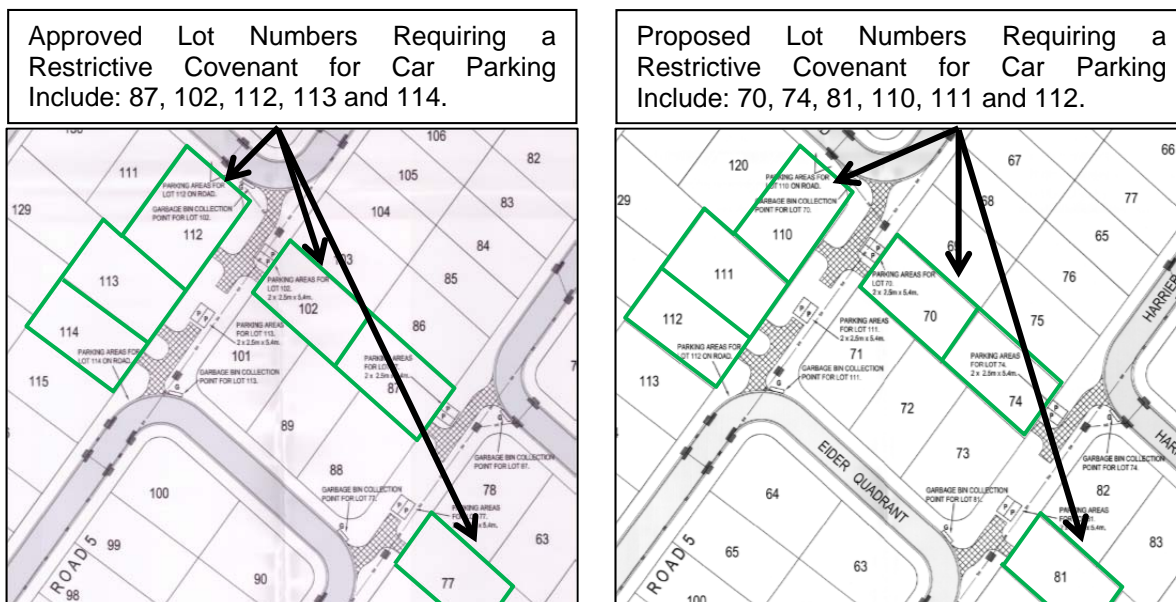 Approved Lot Numbers Requiring a
Restrictive Covenant for Car Parking
Include: 87, 102, 112, 113 and 114.
106
82
111
105
PARKING AREAS FOR
LOT 112 ON ROAD.
83
129
GARBAGE BIN COLLECTION
POINT FOR LOT 102.
104
112
84
103
113
PARKING AREAS FOR
LOT 102.
2 x 2.5m x 5.4m.
85
102
114
PARKING AREAS
FOR LOT 113.
2 x 2.5m x 5.4m.
86
PARKING AREAS FOR
LOT 114 ON ROAD.
101
PARKING AREAS
87
115
GARBAGE BIN COLLECTION
POINT FOR LOT 113.
G
89
GARBAGE BIN COLLECTION
POINT FOR LOT 87.
88
100
GARBAGE BIN COLLECTION
78
99
63
ROAD 5
90
77
98
Proposed Lot Numbers Requiring a
Restrictive Covenant for Car Parking
Include: 70, 74, 81, 110, 111 and 112.
66
120
67
PARKING AREAS FOR
LOT 110 ON ROAD.
77
29
GARBAGE BIN COLLECTION
POINT FOR LOT 70.
68
110
65
111
PARKING AREAS FOR
LOT 70.
2 x 2.5m x 5.4m.
76
HARRIER
112
PARKING AREAS
FOR LOT 111.
2 x 2.5m x 5.4m.
70
75
PARKING AREAS FOR
LOT 112 ON ROAD.
71
PARKING AREAS
FOR LOT 74.
2 x 2.5m x 5.4m.
113
GARBAGE BIN COLLECTION
POINT FOR LOT 111.
G
72
74
73
EIDER QUADRANT
GARBAGE BIN COLLECTION
POINT FOR LOT 74.
64
GARBAGE BIN COLLECTION
POINT FOR LOT 81.
82
PARKING AREAS
83
65
63
81
ROAD 5
100